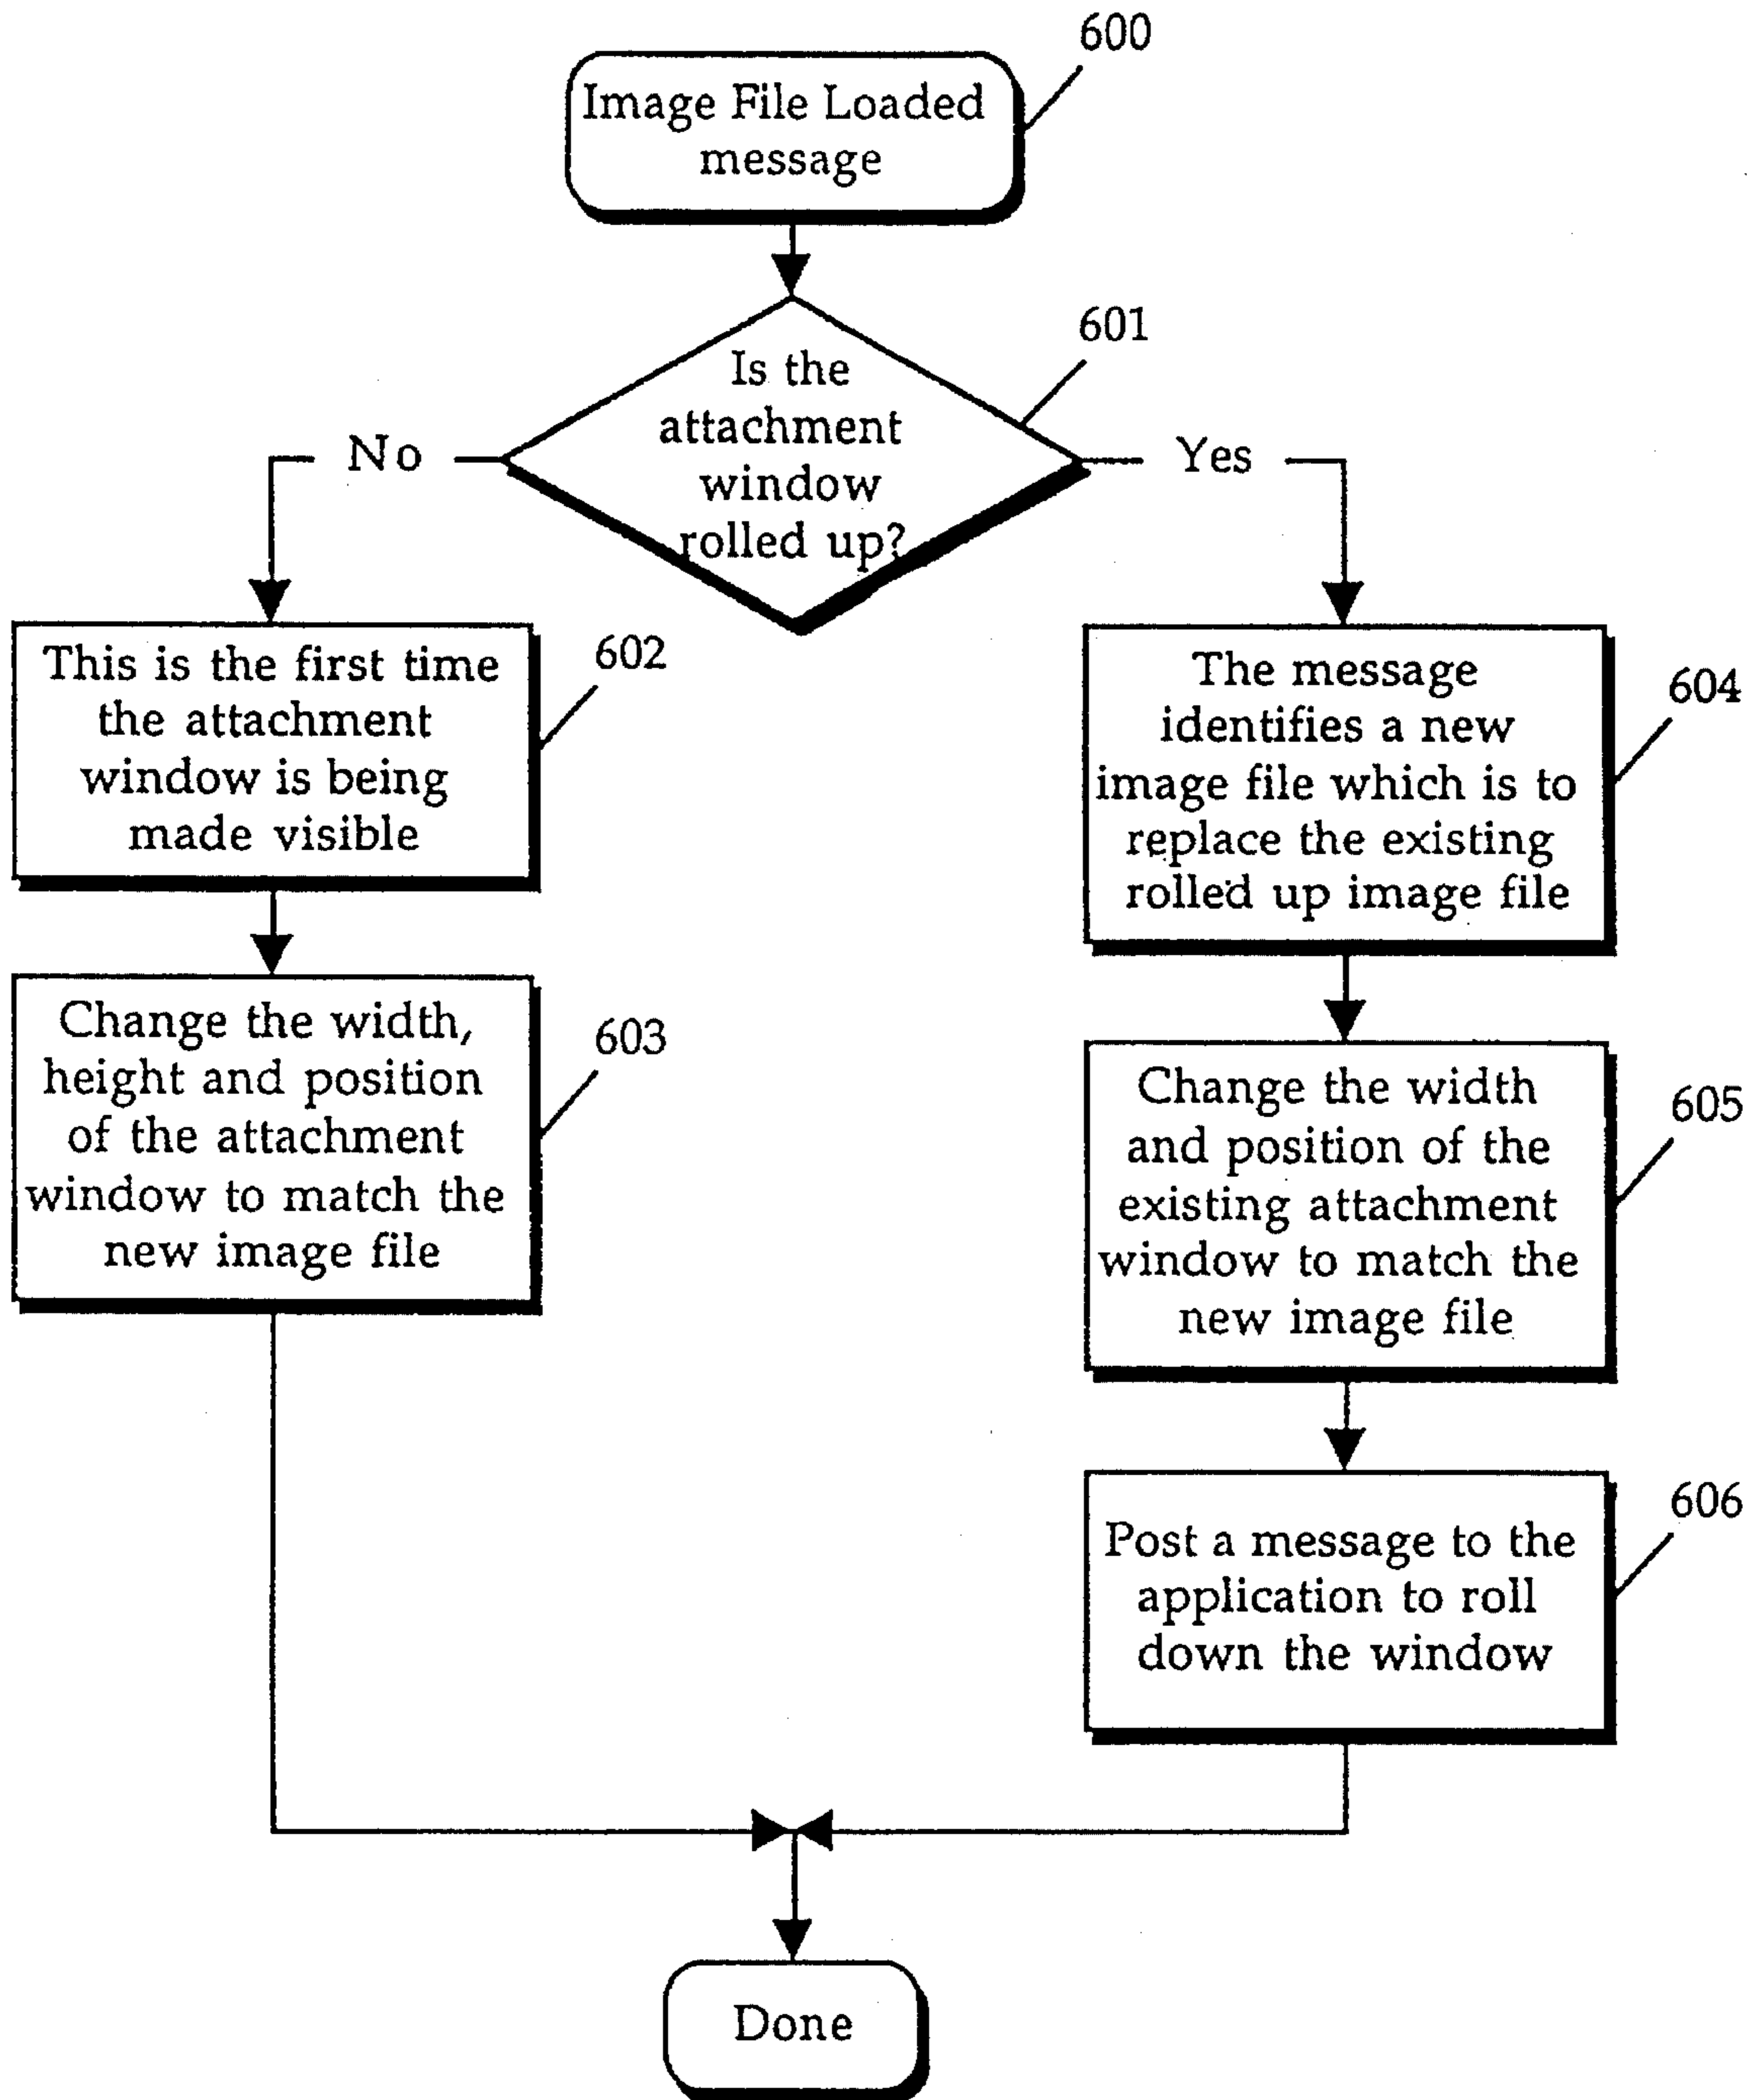 600
Image File Loaded
message
601
Is the
attachment
window
rolled up?
No
Yes
This is the first time
the attachment
window is being
made visible
602
The message
identifies a new
image file which is to
replace the existing
rolled up image file
604
Change the width,
height and position
of the attachment
window to match the
new image file
603
Change the width
and position of the
existing attachment
window to match the
new image file
605
Post a message to the
application to roll
down the window
606
Done